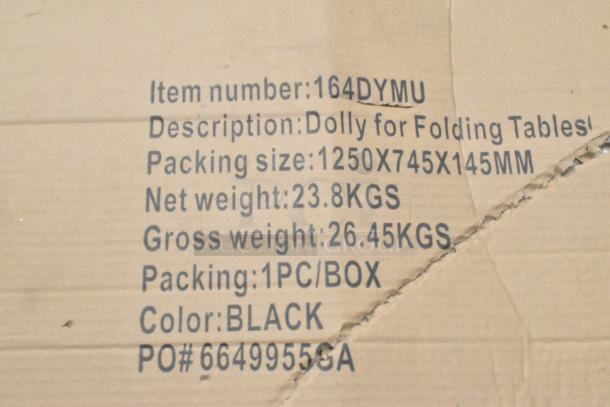 Item number:164DYMU
Description:Dolly for Folding Tables
Packing size:1250X745X145MM
Net weight:23.8KGS
Gross weight:26.45KGS
Packing:1PC/BOX
Color:BLACK
PO# 6649955GA